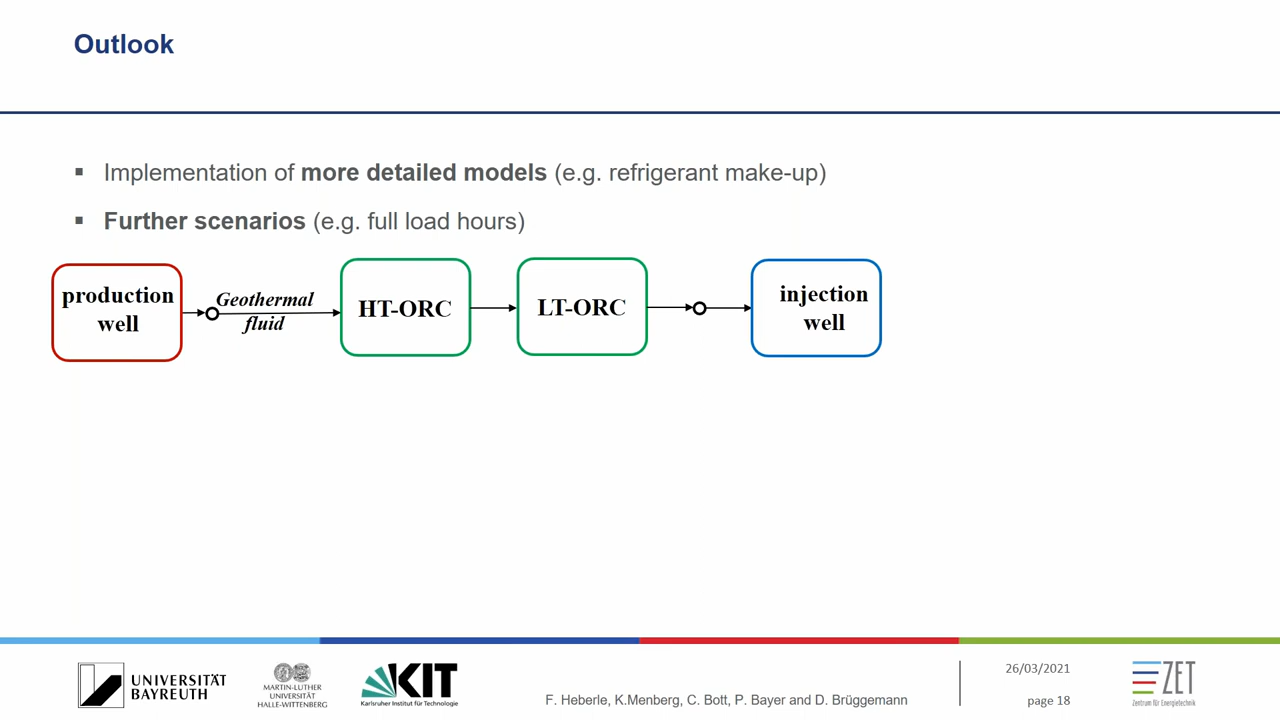 Outlook
▪ Implementation of more detailed models (e.g. refrigerant make-up)
▪ Further scenarios (e.g. full load hours)
production
well
Geothermal
fluid
HT-ORC
LT-ORC
injection
well
UNIVERSITÄT
BAYREUTH
MARTIN-LUTHER
UNIVERSITÄT
HALLE-WITTENBERG
KIT
Karlsruher Institut für Technologie
F. Heberle, K.Menberg, C. Bott, P. Bayer and D. Brüggemann
26/03/2021
page 18
ZET
Zentrum für Energietechnik